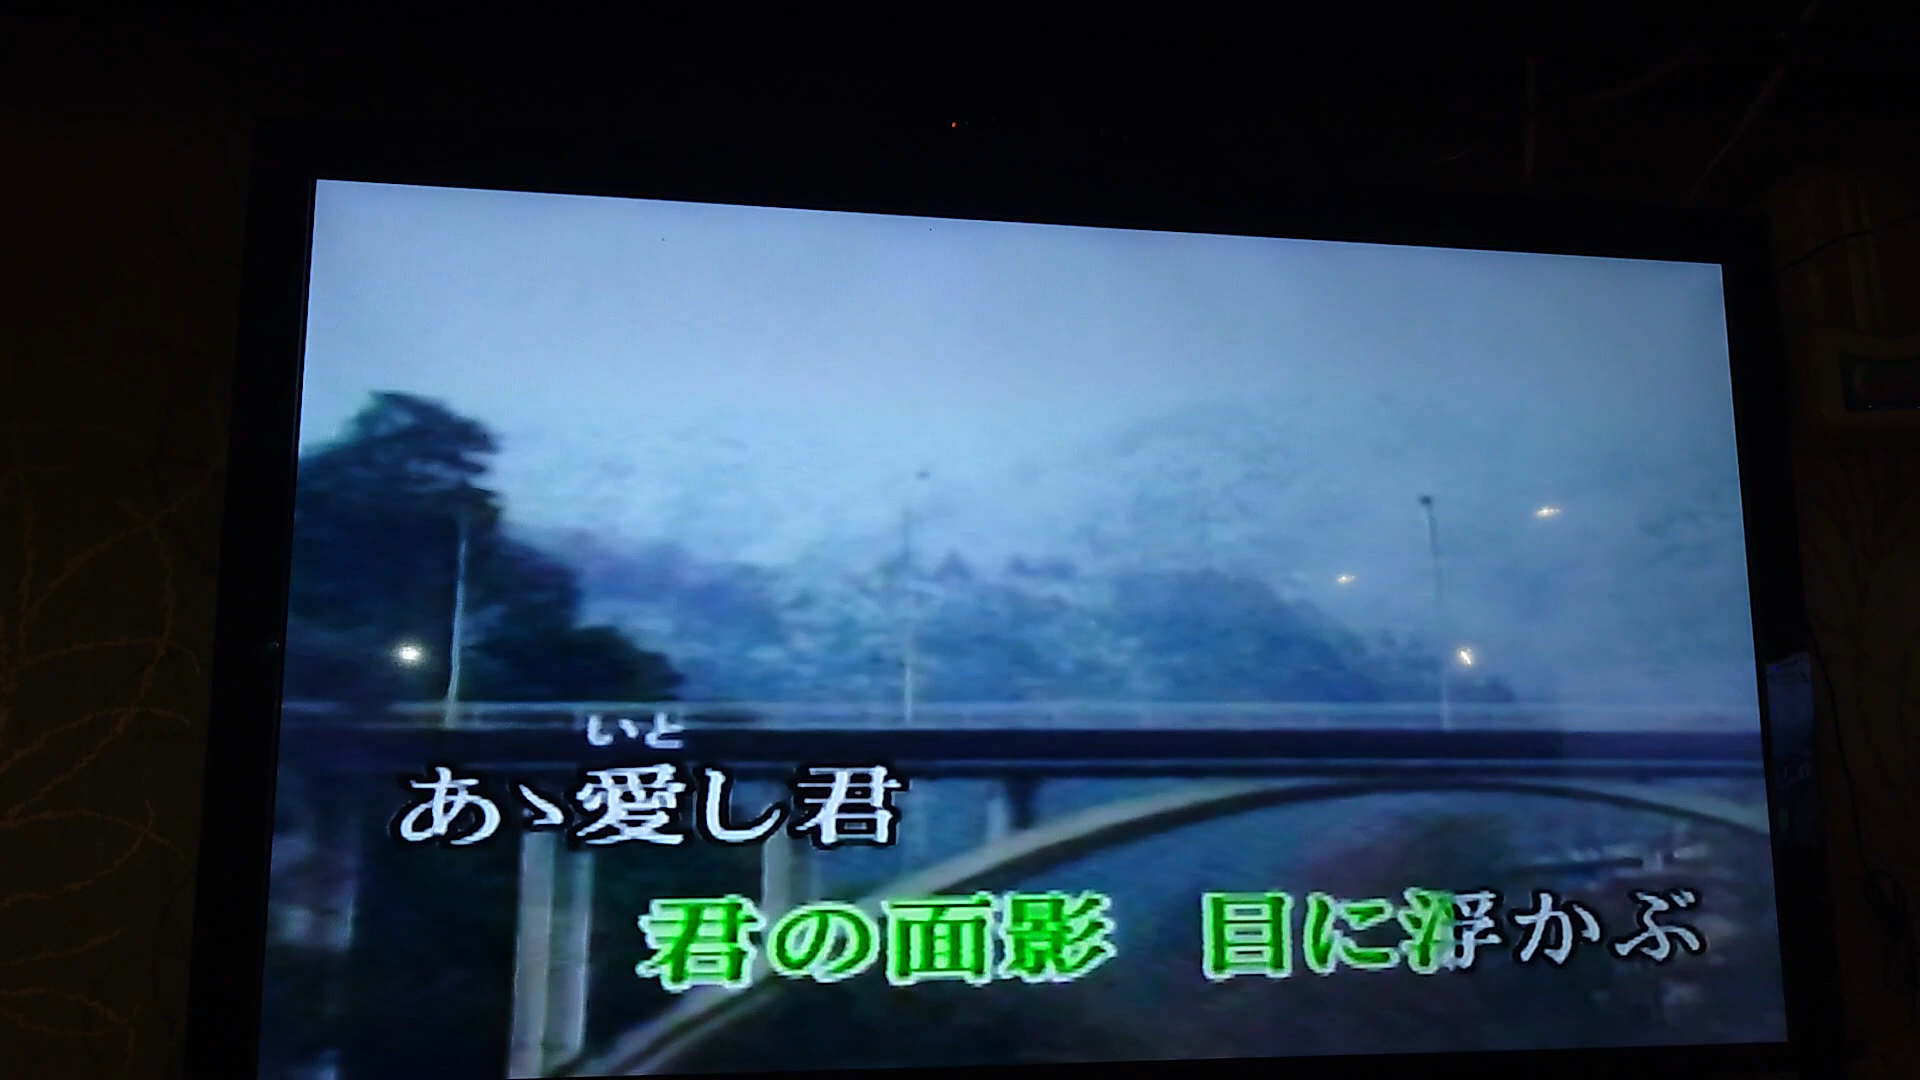 いと
あゝ愛し君
君の面影　目に浮かぶ